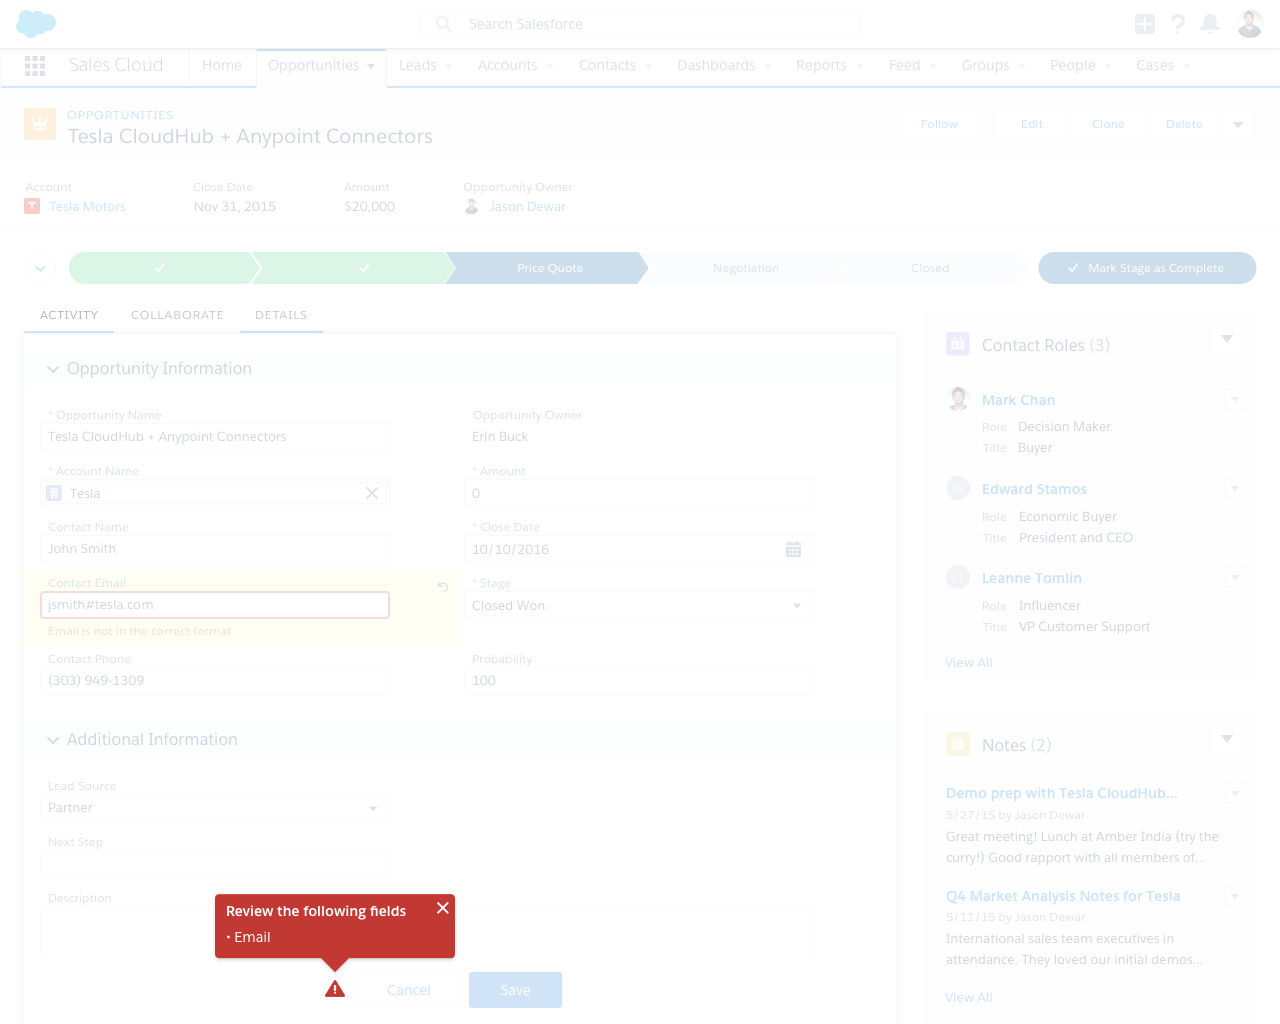 Search Salesforce
Sales Cloud
Home
Opportunities
Leads
Accounts
Contacts
Dashboards
Reports
Feed
Groups
People
Cases
OPPORTUNITIES
Tesla CloudHub + Anypoint Connectors
Follow
Edit
Clone
Delete
Account
Tesla Motors
Close Date
Nov 31, 2015
Amount
$20,000
Opportunity Owner
Jason Dewar
Price Quote
Negotiation
Closed
Mark Stage as Complete
ACTIVITY
COLLABORATE
DETAILS
Opportunity Information
* Opportunity Name
Tesla CloudHub + Anypoint Connectors
Opportunity Owner
Erin Buck
* Account Name
Tesla
* Amount
0
Contact Name
John Smith
* Close Date
10/10/2016
Contact Email
jsmith#tesla.com
Email is not in the correct format
* Stage
Closed Won
Contact Phone
(303) 949-1309
Probability
100
Additional Information
Lead Source
Partner
Next Step
Description
Review the following fields
• Email
Cancel
Save
Contact Roles (3)
Mark Chan
Role Decision Maker
Title Buyer
ES
Edward Stamos
Role Economic Buyer
Title President and CEO
LT
Leanne Tomlin
Role Influencer
Title VP Customer Support
View All
Notes (2)
Demo prep with Tesla CloudHub...
5/27/15 by Jason Dewar
Great meeting! Lunch at Amber India (try the
curry!) Good rapport with all members of...
Q4 Market Analysis Notes for Tesla
5/11/15 by Jason Dewar
International sales team executives in
attendance. They loved our initial demos...
View All